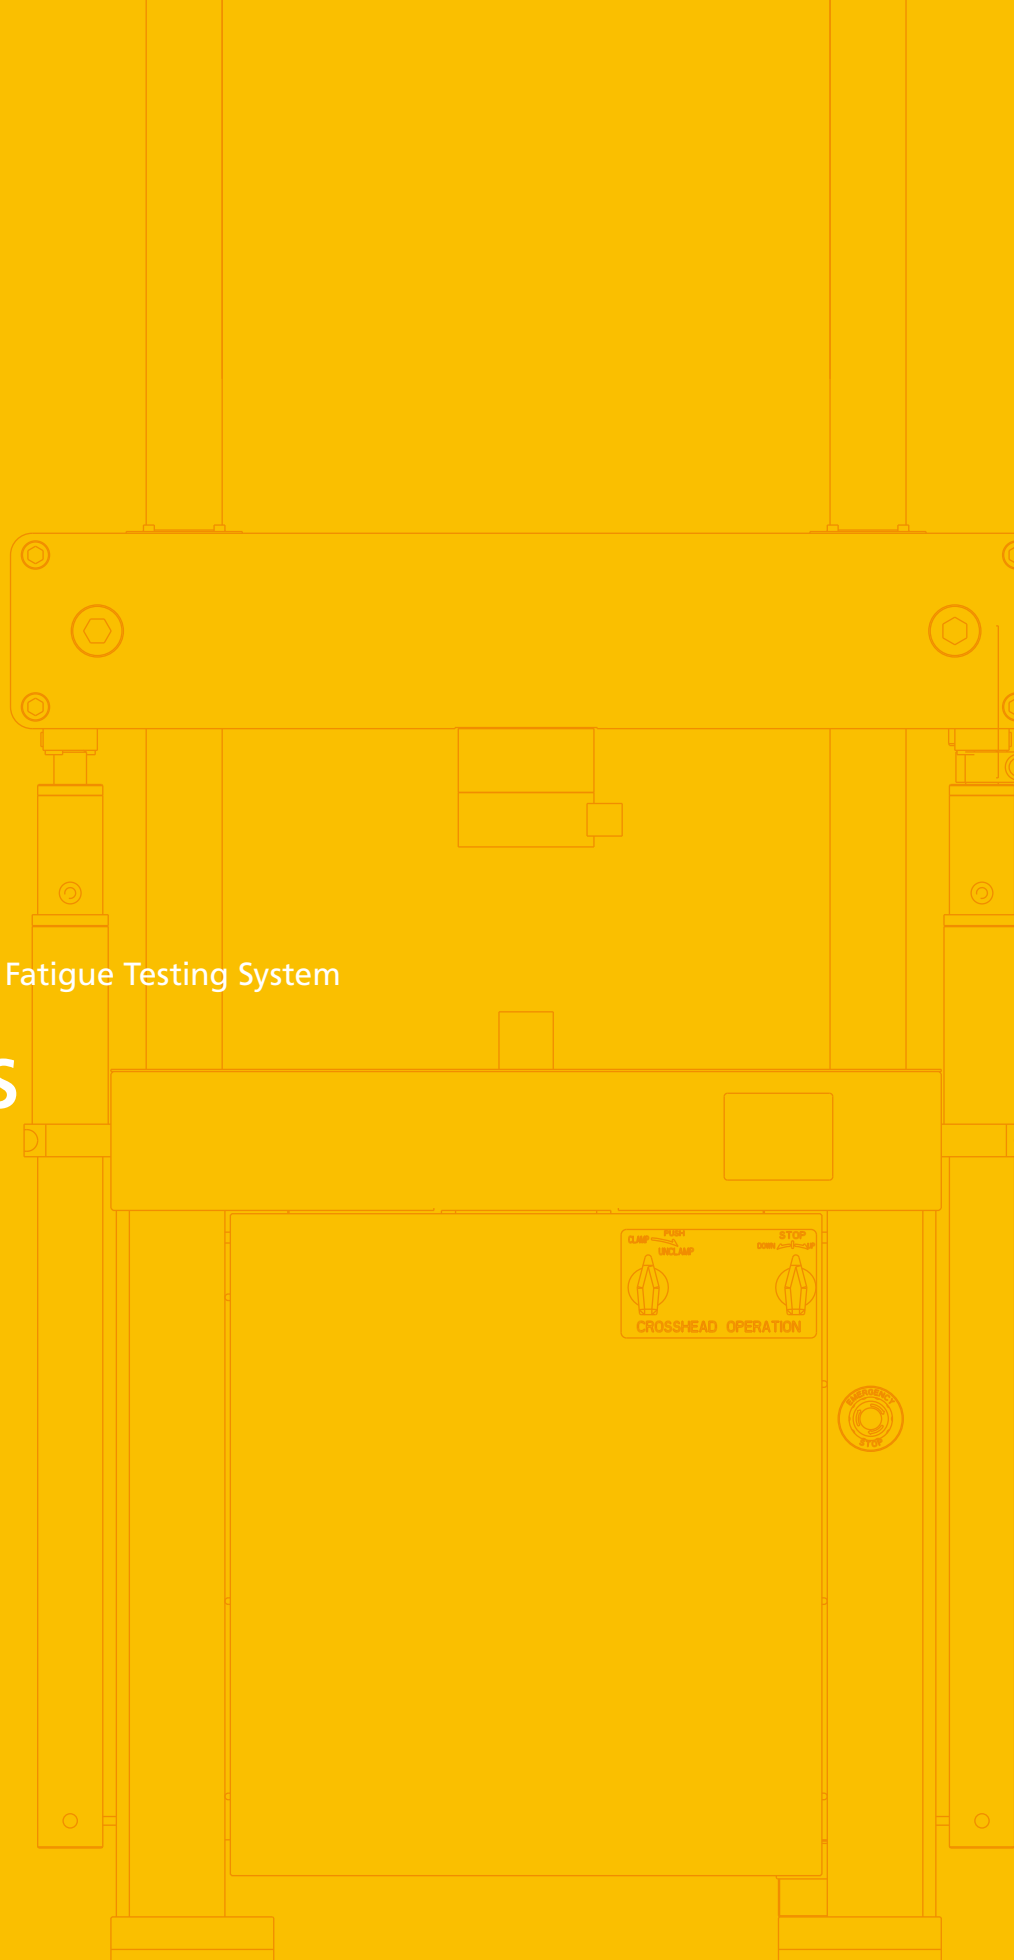 Fatigue Testing System
s
PUSH
CLAMP
UNCLAMP
STOP
DOWN UP
CROSSHEAD OPERATION
EMERGENCY
STOP